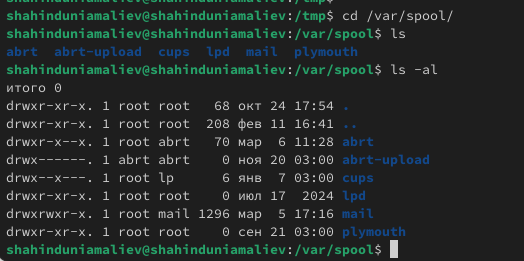 shahinduniamaliev@shahinduniamaliev:/tmp$
shahinduniamaliev@shahinduniamaliev:/tmp$ cd /var/spool/
shahinduniamaliev@shahinduniamaliev:/var/spool$ ls
abrt abrt-upload cups lpd mail plymouth
shahinduniamaliev@shahinduniamaliev:/var/spool$ ls -al
итого 0
drwxr-xr-x. 1 root root 68 окт 24 17:54 .
drwxr-xr-x. 1 root root 208 фев 11 16:41 ..
drwxr-x--x. 1 root abrt 70 мар 6 11:28 abrt
drwx------. 1 abrt abrt 0 ноя 20 03:00 abrt-upload
drwx--x---. 1 root lp 6 янв 7 03:00 cups
drwxr-xr-x. 1 root root 0 июл 17 2024 lpd
drwxrwxr-x. 1 root mail 1296 мар 5 17:16 mail
drwxr-xr-x. 1 root root 0 сен 21 03:00 plymouth
shahinduniamaliev@shahinduniamaliev:/var/spool$